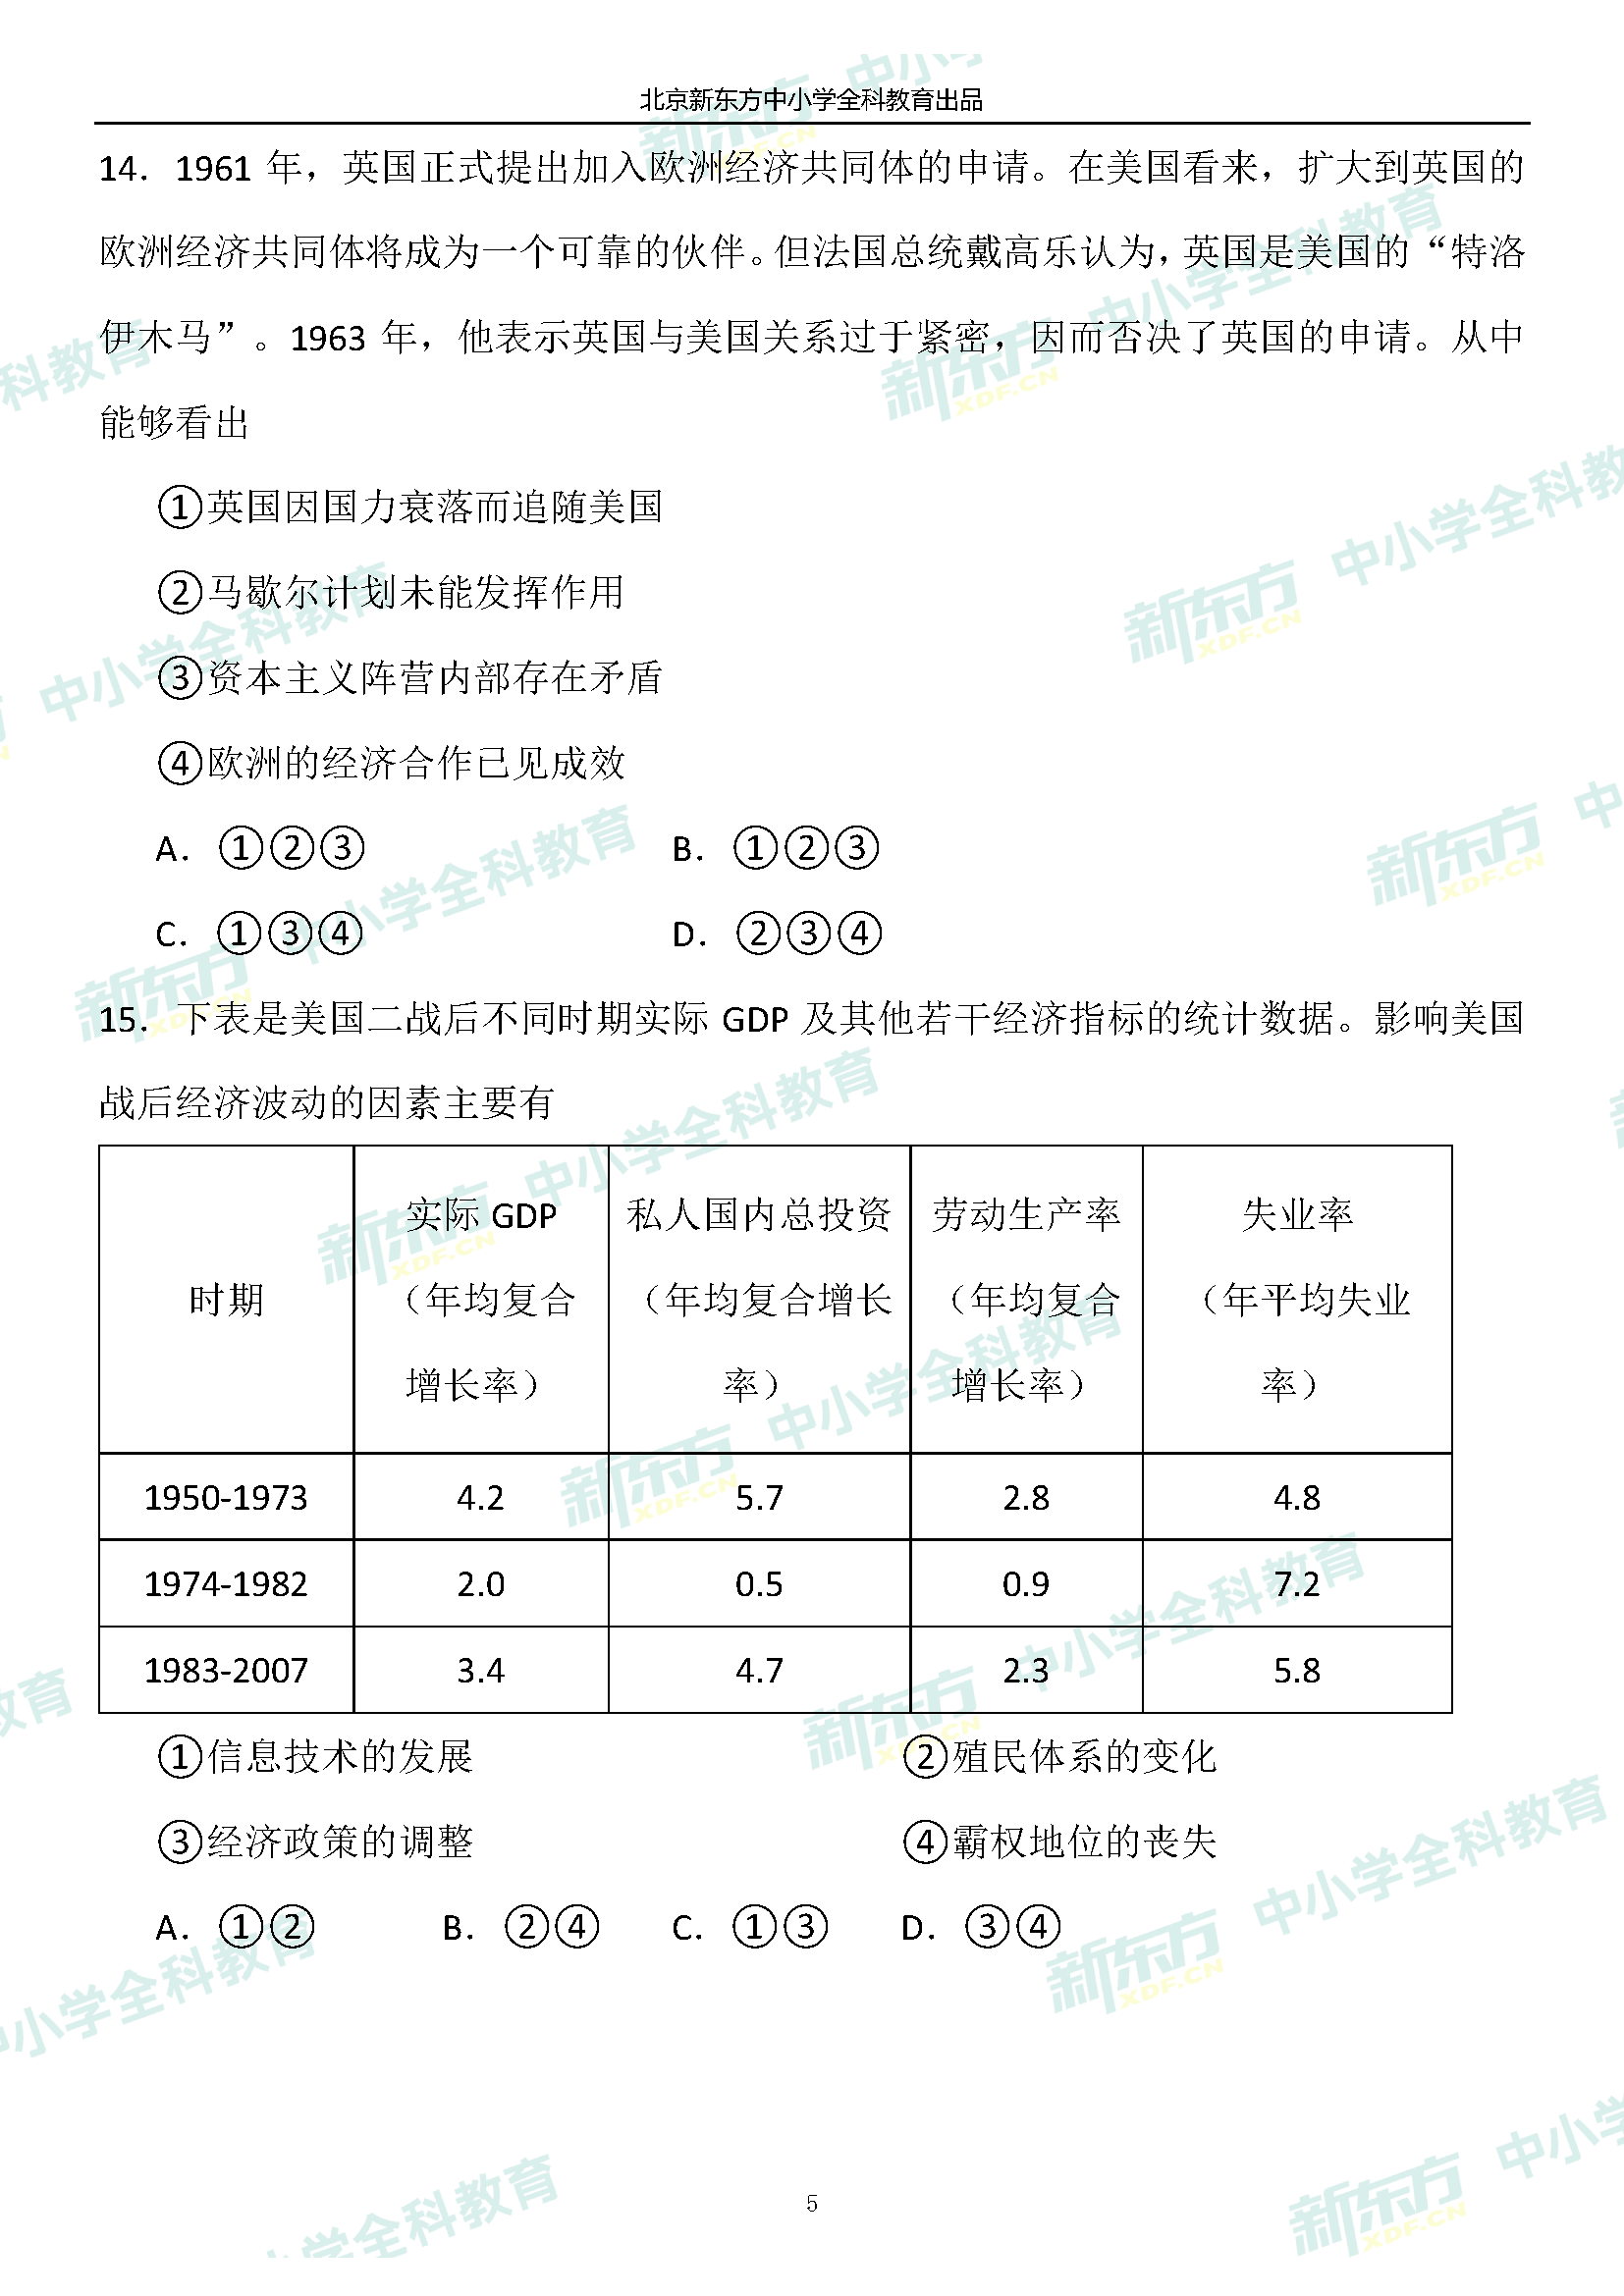 北京新东方中小学全科教育出品
14．1961 年，英国正式提出加入欧洲经济共同体的申请。在美国看来，扩大到英国的
欧洲经济共同体将成为一个可靠的伙伴。但法国总统戴高乐认为，英国是美国的“特洛
伊木马”。1963 年，他表示英国与美国关系过于紧密，因而否决了英国的申请。从中
能够看出
①英国因国力衰落而追随美国
②马歇尔计划未能发挥作用
③资本主义阵营内部存在矛盾
④欧洲的经济合作已见成效
A．①②③ B．①②③
C．①③④ D．②③④
15．下表是美国二战后不同时期实际 GDP 及其他若干经济指标的统计数据。影响美国
战后经济波动的因素主要有
时期 实际 GDP（年均复合增长率） 私人国内总投资（年均复合增长率） 劳动生产率（年均复合增长率） 失业率（年平均失业率）
1950-1973 4.2 5.7 2.8 4.8
1974-1982 2.0 0.5 0.9 7.2
1983-2007 3.4 4.7 2.3 5.8
①信息技术的发展 ②殖民体系的变化
③经济政策的调整 ④霸权地位的丧失
A．①② B．②④ C．①③ D．③④
5
新东方 XDF.CN 中小学全科教育